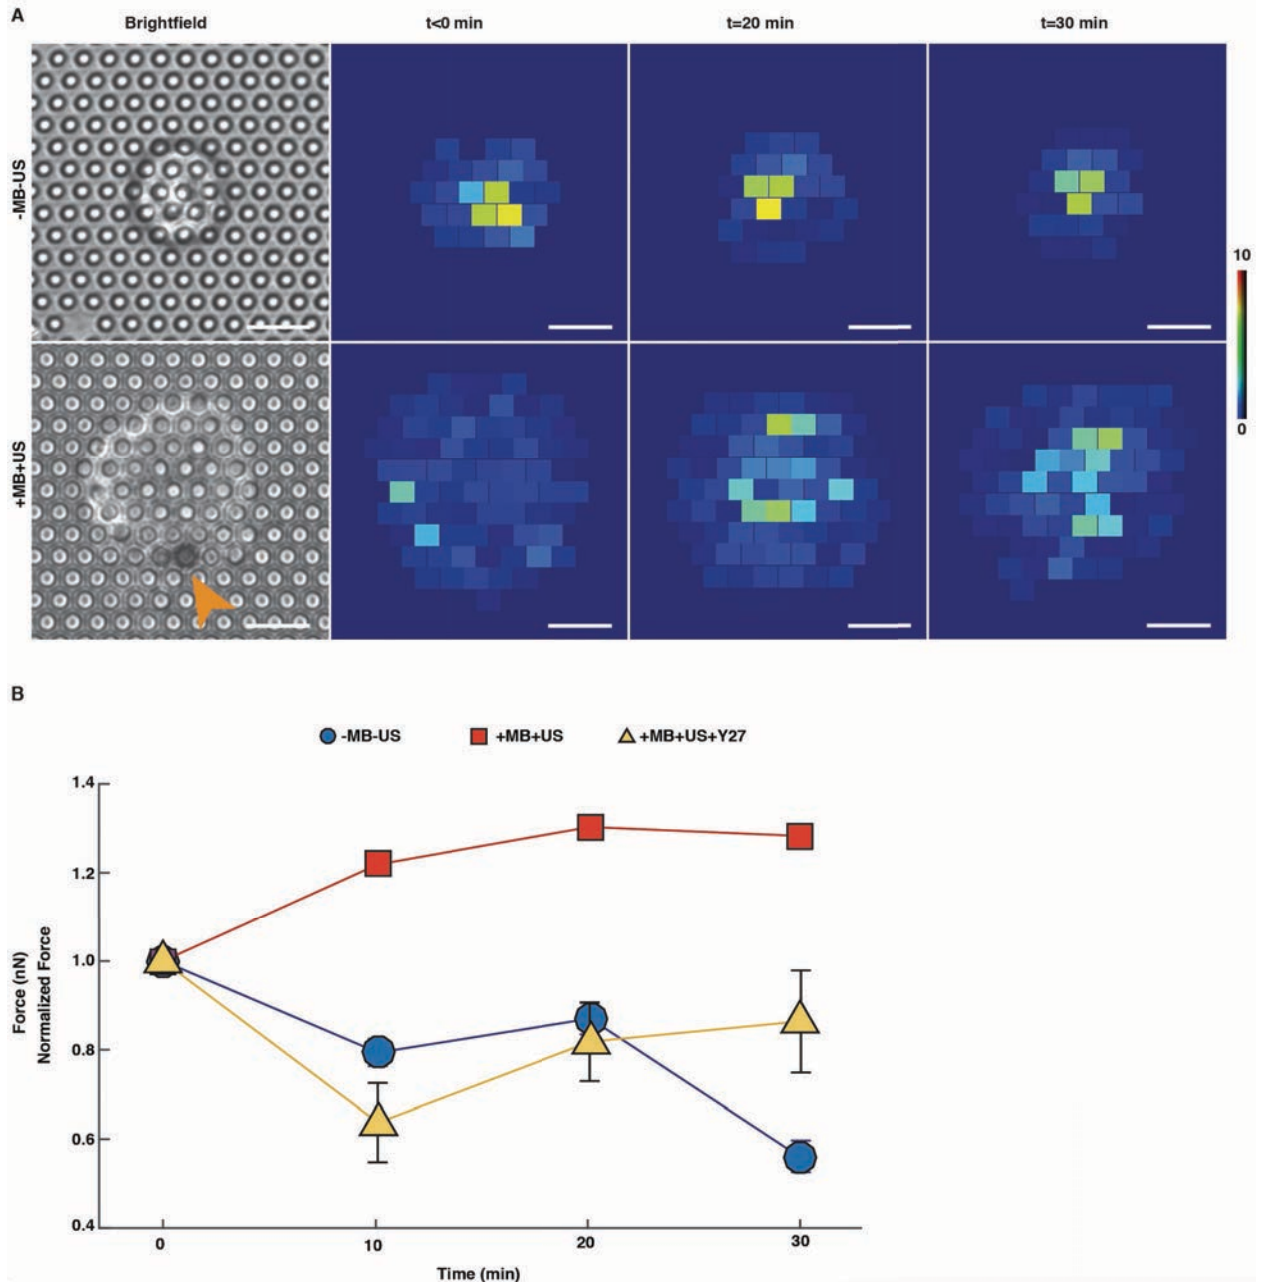 A
Brightfield t<0 min t=20 min t=30 min
-MB-US
10
0
+MB+US
B
-MB-US +MB+US +MB+US+Y27
1.4
1.2
1.0
0.8
0.6
0.4
Force (nN)
Normalized Force
0 10 20 30
Time (min)